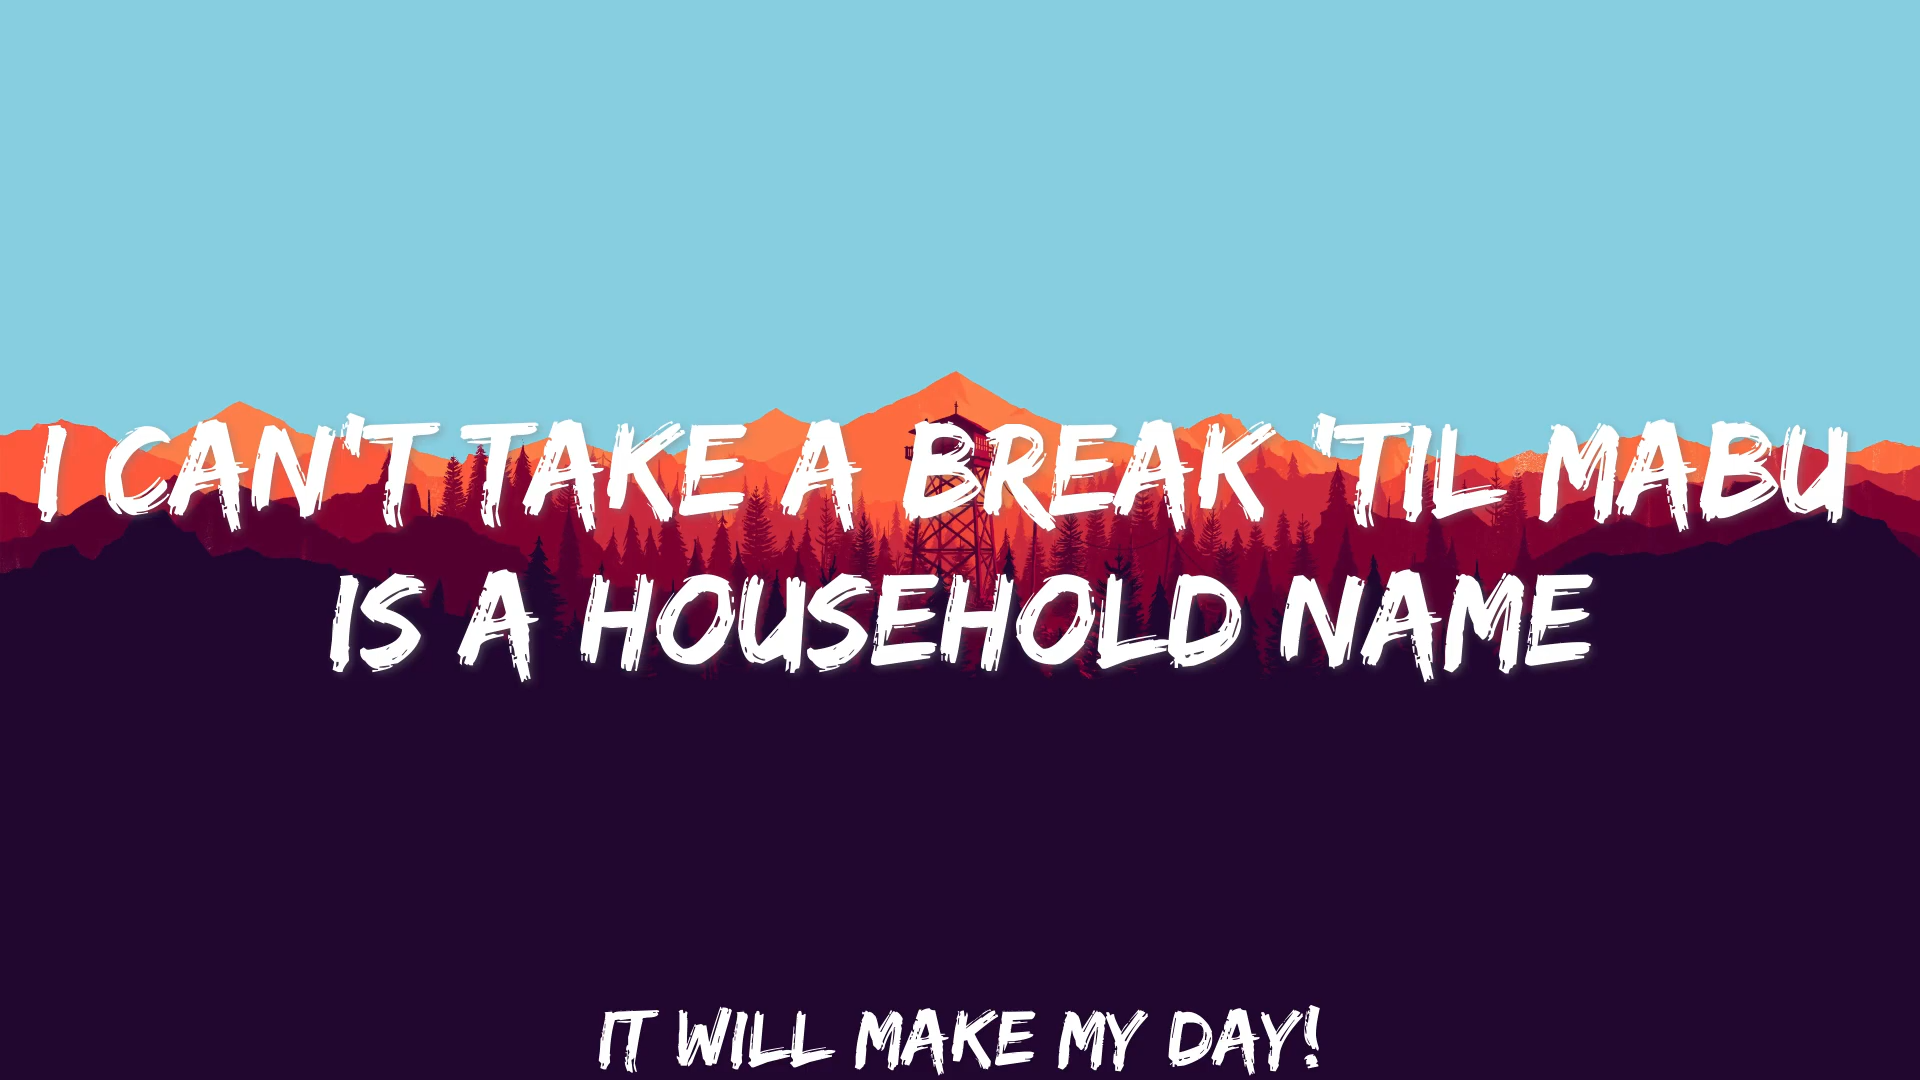 I CAN'T TAKE A BREAK 'TIL MABU
IS A HOUSEHOLD NAME
IT WILL MAKE MY DAY!